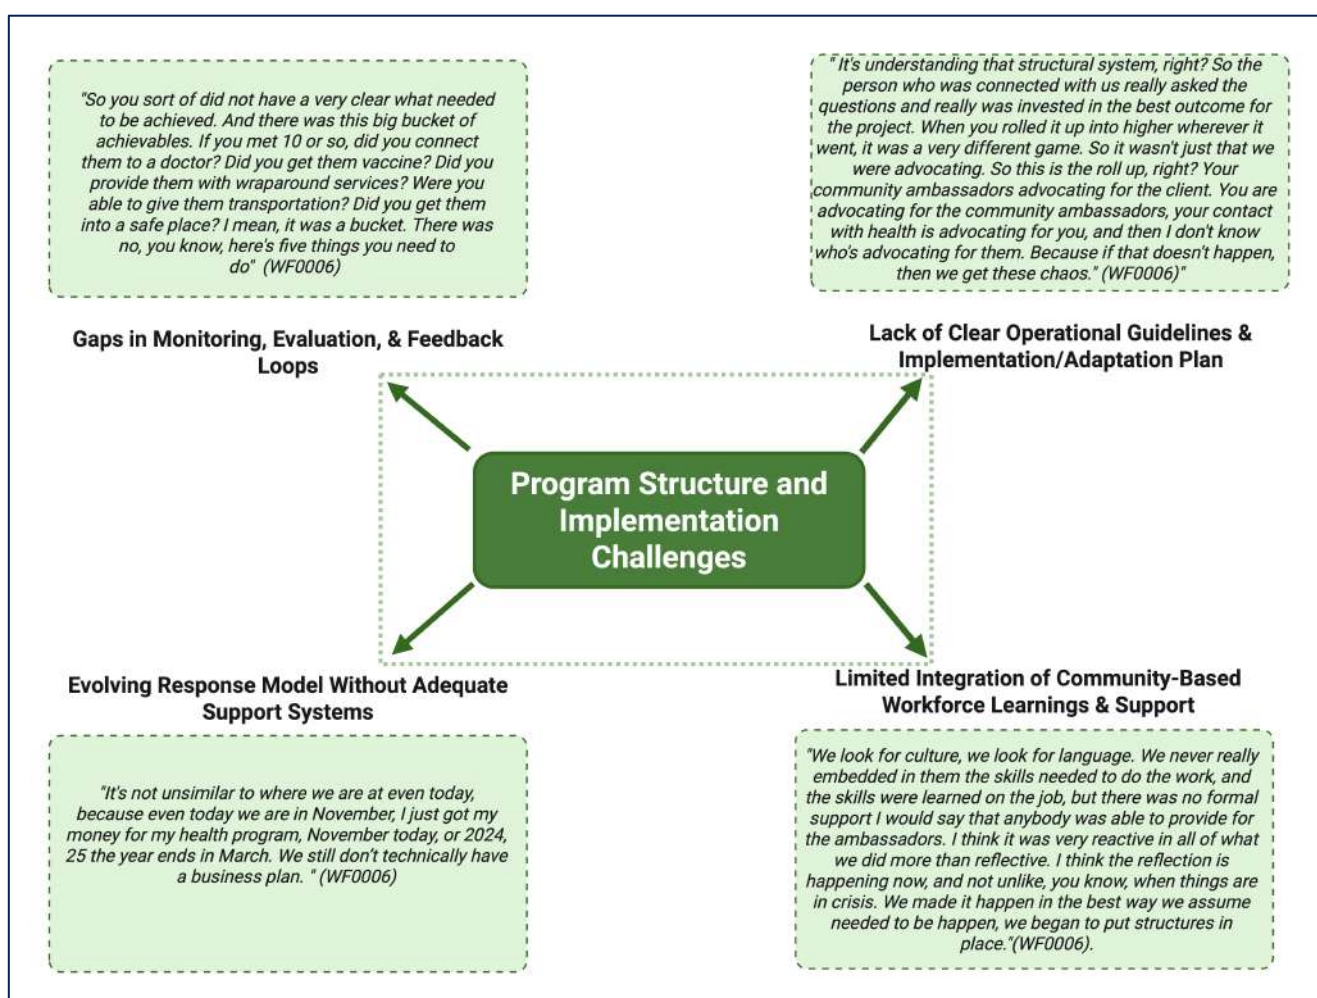 "So you sort of did not have a very clear what needed
to be achieved. And there was this big bucket of
achievables. If you met 10 or so, did you connect
them to a doctor? Did you get them vaccine? Did you
provide them with wraparound services? Were you
able to give them transportation? Did you get them
into a safe place? I mean, it was a bucket. There was
no, you know, here's five things you need to
do" (WF0006)
" It's understanding that structural system, right? So the
person who was connected with us really asked the
questions and really was invested in the best outcome for
the project. When you rolled it up into higher wherever it
went, it was a very different game. So it wasn't just that we
were advocating. So this is the roll up, right? Your
community ambassadors advocating for the client. You are
advocating for the community ambassadors, your contact
with health is advocating for you, and then I don't know
who's advocating for them. Because if that doesn't happen,
then we get these chaos." (WF0006)"
Gaps in Monitoring, Evaluation, & Feedback
Loops
Lack of Clear Operational Guidelines &
Implementation/Adaptation Plan
Program Structure and
Implementation
Challenges
Evolving Response Model Without Adequate
Support Systems
Limited Integration of Community-Based
Workforce Learnings & Support
"It's not unsimilar to where we are at even today,
because even today we are in November, I just got my
money for my health program, November today, or 2024,
25 the year ends in March. We still don't technically have
a business plan. " (WF0006)
"We look for culture, we look for language. We never really
embedded in them the skills needed to do the work, and
the skills were learned on the job, but there was no formal
support I would say that anybody was able to provide for
the ambassadors. I think it was very reactive in all of what
we did more than reflective. I think the reflection is
happening now, and not unlike, you know, when things are
in crisis. We made it happen in the best way we assume
needed to be happen, we began to put structures in
place."(WF0006).